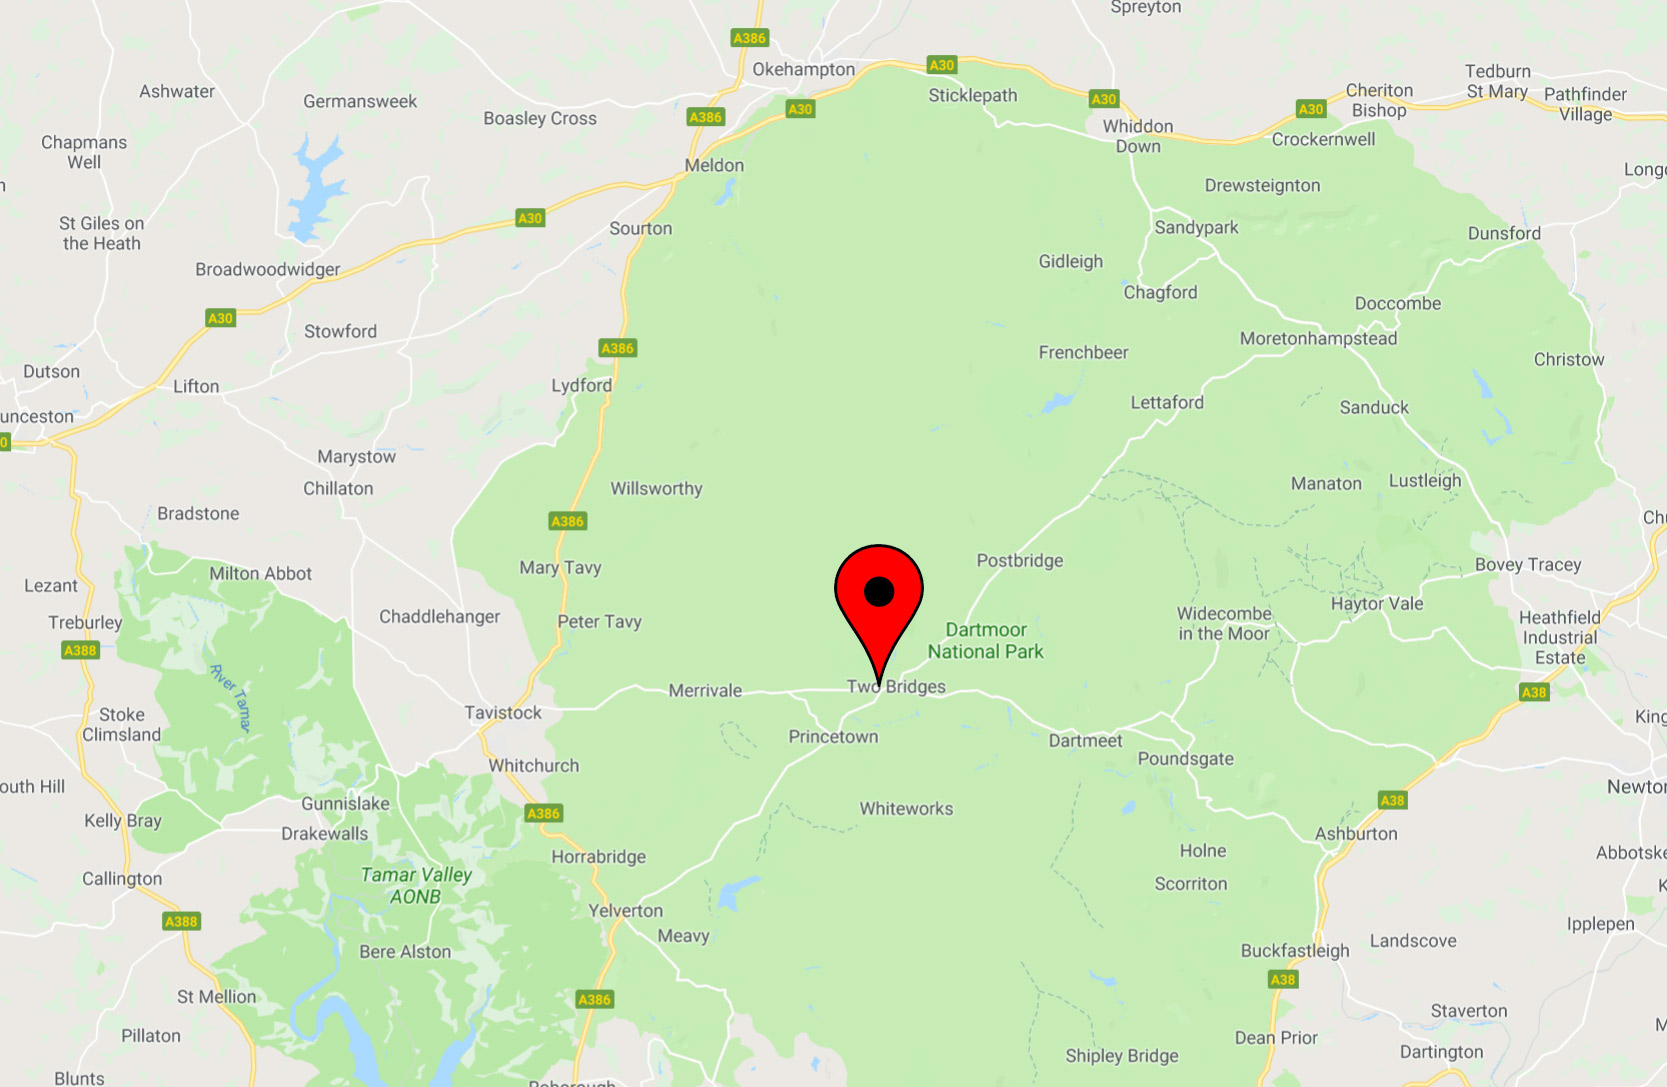 Spreyton
A386
Okehampton
A30
Tedburn
St Mary
Ashwater
Germansweek
Sticklepath
A30
Cheriton
Bishop
Pathfinder
Village
Boasley Cross
A386
A30
A30
Whiddon
Down
Crockernwell
Chapmans
Well
Meldon
Drewsteignton
St Giles on
the Heath
A30
Sourton
Sandypark
Dunsford
Broadwoodwidger
Gidleigh
Chagford
Doccombe
A30
Stowford
A386
Moretonhampstead
Frenchbeer
Christow
Dutson
Lifton
Lydford
Lettaford
Sanduck
unceston
0
Marystow
Chillaton
Willsworthy
Manaton
Lustleigh
Bradstone
A386
Chr
Mary Tavy
Postbridge
Bovey Tracey
Lezant
Milton Abbot
Treburley
Chaddlehanger
Peter Tavy
Widecombe
in the Moor
Haytor Vale
Heathfield
Industrial
Estate
Dartmoor
National Park
A388
River Tamar
Merrivale
Two Bridges
A38
Stoke
Climsland
Tavistock
King
Princetown
Dartmeet
Poundsgate
Whitchurch
outh Hill
Newtor
Gunnislake
Kelly Bray
Drakewalls
A386
Whiteworks
A38
Ashburton
Horrabridge
Holne
Abbotske
Callington
Tamar Valley
AONB
Scorriton
K
A388
Yelverton
Ipplepen
Meavy
Landscove
Bere Alston
Buckfastleigh
A38
St Mellion
A386
Staverton
Pillaton
Dean Prior
M
Shipley Bridge
Dartington
Blunts
Roborough